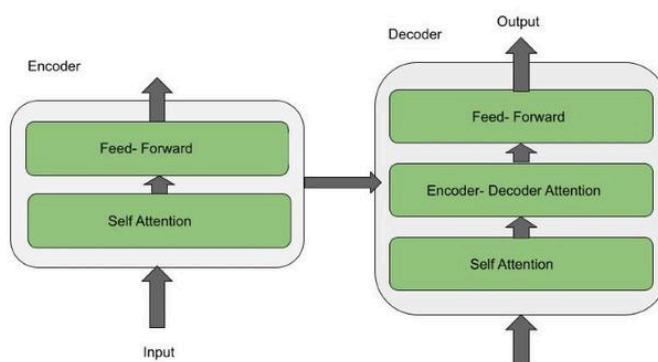 Encoder
Feed- Forward
Self Attention
Input
Output
Decoder
Feed- Forward
Encoder- Decoder Attention
Self Attention